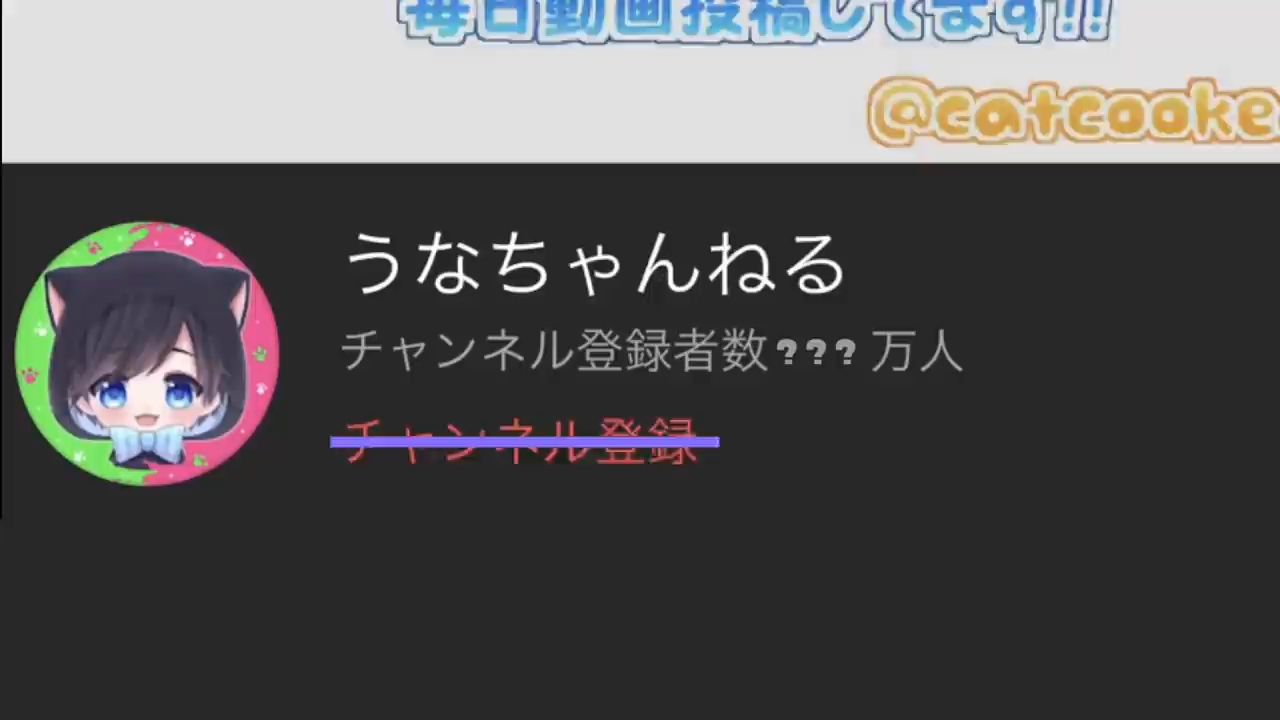 毎日動画投稿してます!!
@catcooke
うなちゃんねる
チャンネル登録者数??? 万人
チャンネル登録